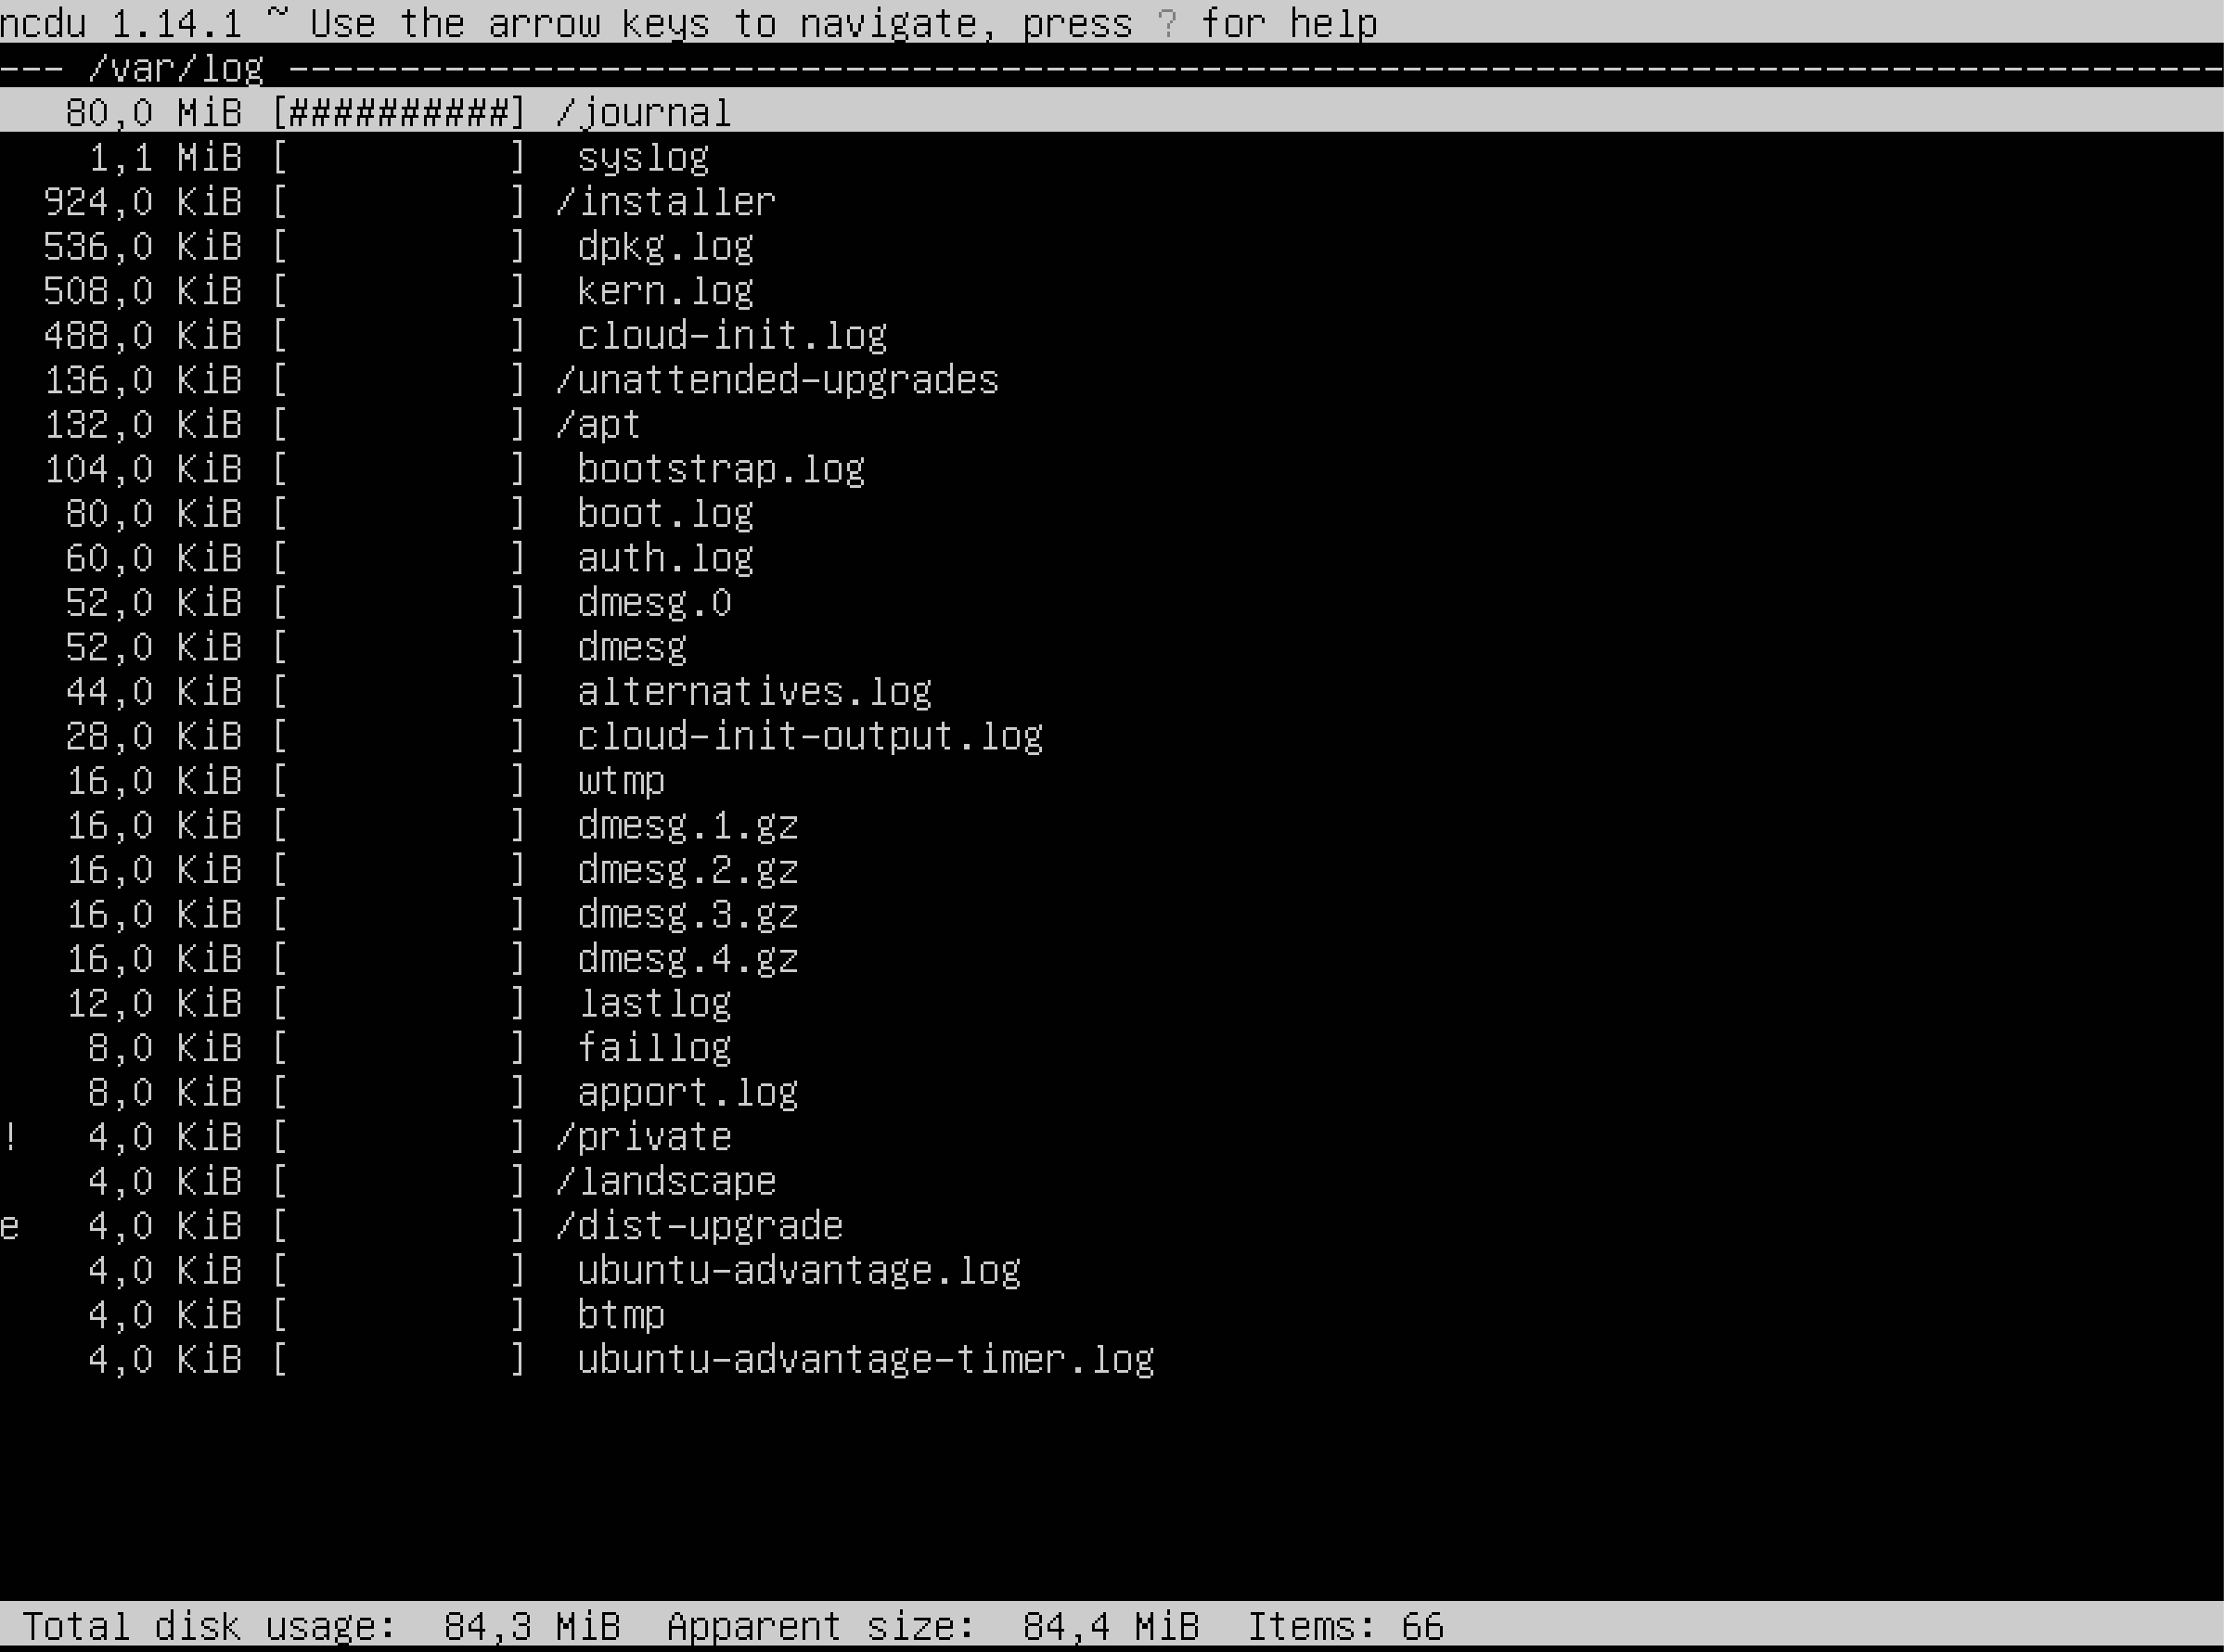 ncdu 1.14.1 ~ Use the arrow keys to navigate, press ? for help
--- /var/log ---------------------------------------------------------------------------------------
   80,0 MiB [##########] /journal
    1,1 MiB [          ]  syslog
  924,0 KiB [          ] /installer
  536,0 KiB [          ]  dpkg.log
  508,0 KiB [          ]  kern.log
  488,0 KiB [          ]  cloud-init.log
  136,0 KiB [          ] /unattended-upgrades
  132,0 KiB [          ] /apt
  104,0 KiB [          ]  bootstrap.log
   80,0 KiB [          ]  boot.log
   60,0 KiB [          ]  auth.log
   52,0 KiB [          ]  dmesg.0
   52,0 KiB [          ]  dmesg
   44,0 KiB [          ]  alternatives.log
   28,0 KiB [          ]  cloud-init-output.log
   16,0 KiB [          ]  wtmp
   16,0 KiB [          ]  dmesg.1.gz
   16,0 KiB [          ]  dmesg.2.gz
   16,0 KiB [          ]  dmesg.3.gz
   16,0 KiB [          ]  dmesg.4.gz
   12,0 KiB [          ]  lastlog
    8,0 KiB [          ]  faillog
    8,0 KiB [          ]  apport.log
!   4,0 KiB [          ] /private
    4,0 KiB [          ] /landscape
e   4,0 KiB [          ] /dist-upgrade
    4,0 KiB [          ]  ubuntu-advantage.log
    4,0 KiB [          ]  btmp
    4,0 KiB [          ]  ubuntu-advantage-timer.log
 Total disk usage:  84,3 MiB  Apparent size:  84,4 MiB  Items: 66